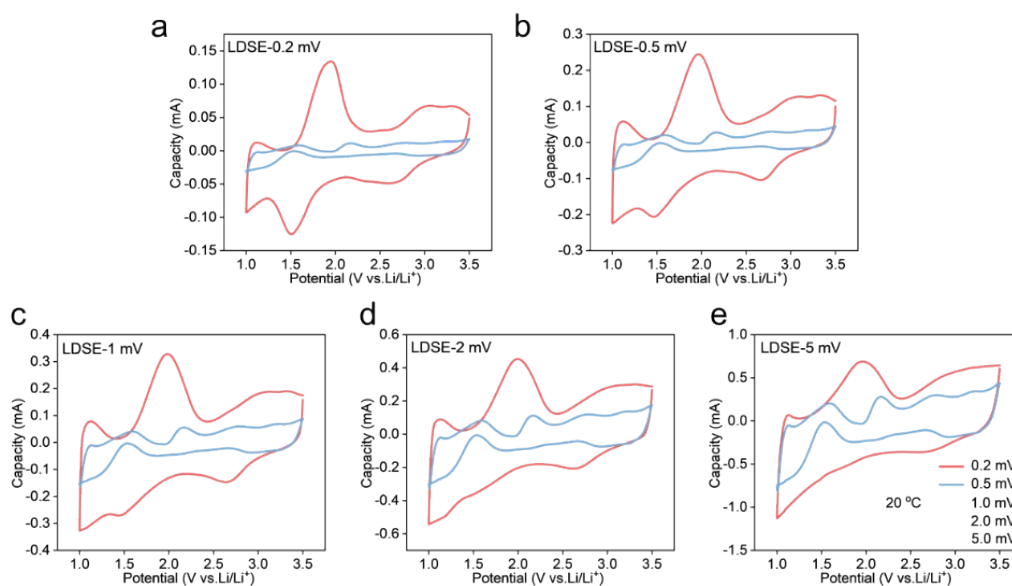 a
LDSE-0.2 mV
0.15
0.10
0.05
0.00
-0.05
-0.10
-0.15
Capacity (mA)
1.0 1.5 2.0 2.5 3.0 3.5
Potential (V vs.Li/Li⁺)
b
LDSE-0.5 mV
0.3
0.2
0.1
0.0
-0.1
-0.2
-0.3
Capacity (mA)
1.0 1.5 2.0 2.5 3.0 3.5
Potential (V vs.Li/Li⁺)
c
LDSE-1 mV
0.4
0.3
0.2
0.1
0.0
-0.1
-0.2
-0.3
-0.4
Capacity (mA)
1.0 1.5 2.0 2.5 3.0 3.5
Potential (V vs.Li/Li⁺)
d
LDSE-2 mV
0.6
0.4
0.2
0.0
-0.2
-0.4
-0.6
Capacity (mA)
1.0 1.5 2.0 2.5 3.0 3.5
Potential (V vs.Li/Li⁺)
e
LDSE-5 mV
1.0
0.5
0.0
-0.5
-1.0
-1.5
Capacity (mA)
20 ºC
0.2 mV
0.5 mV
1.0 mV
2.0 mV
5.0 mV
1.0 1.5 2.0 2.5 3.0 3.5
Potential (V vs.Li/Li⁺)